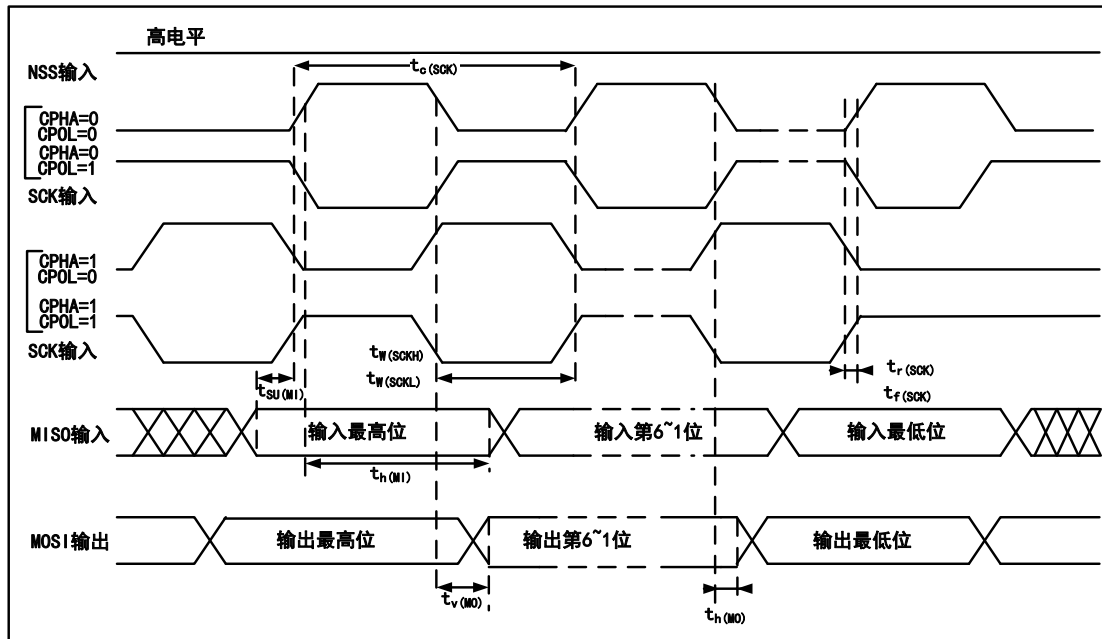 高电平
NSS输入
t_c(SCK)
CPHA=0
CPOL=0
CPHA=0
CPOL=1
SCK输入
CPHA=1
CPOL=0
CPHA=1
CPOL=1
SCK输入
t_W(SCKH)
t_W(SCKL)
t_r(SCK)
t_f(SCK)
t_SU(MI)
MISO输入
输入最高位
输入第6~1位
输入最低位
t_h(MI)
MOSI输出
输出最高位
输出第6~1位
输出最低位
t_v(MO)
t_h(MO)